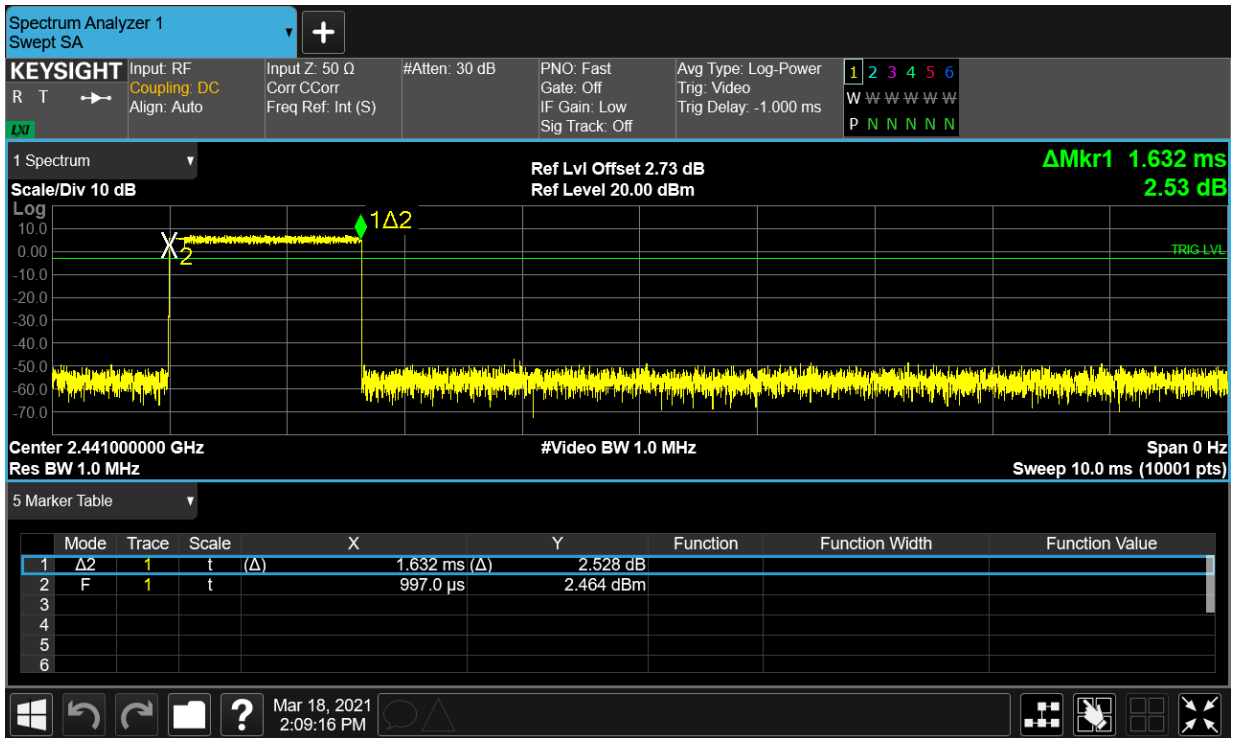 Spectrum Analyzer 1
Swept SA
KEYSIGHT
R T
LXI
Input: RF
Coupling: DC
Align: Auto
Input Z: 50 Ω
Corr CCorr
Freq Ref: Int (S)
#Atten: 30 dB
PNO: Fast
Gate: Off
IF Gain: Low
Sig Track: Off
Avg Type: Log-Power
Trig: Video
Trig Delay: -1.000 ms
1 2 3 4 5 6
W W W W W W
P N N N N N
1 Spectrum
Scale/Div 10 dB
Ref Lvl Offset 2.73 dB
Ref Level 20.00 dBm
ΔMkr1 1.632 ms
2.53 dB
Log
10.0
0.00
-10.0
-20.0
-30.0
-40.0
-50.0
-60.0
-70.0
1Δ2
2
TRIG LVL
Center 2.441000000 GHz
Res BW 1.0 MHz
#Video BW 1.0 MHz
Span 0 Hz
Sweep 10.0 ms (10001 pts)
5 Marker Table
Mode Trace Scale X Y Function Function Width Function Value
1 Δ2 1 t (Δ) 1.632 ms (Δ) 2.528 dB
2 F 1 t 997.0 µs 2.464 dBm
3
4
5
6
?
Mar 18, 2021
2:09:16 PM